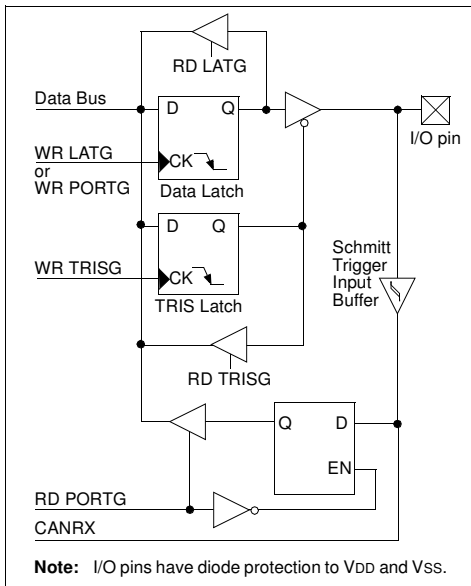 RD LATG
Data Bus
D Q
I/O pin
WR LATG
or
WR PORTG
CK
Data Latch
D Q
WR TRISG
CK
TRIS Latch
Schmitt
Trigger
Input
Buffer
RD TRISG
Q D
EN
RD PORTG
CANRX
Note: I/O pins have diode protection to VDD and VSS.